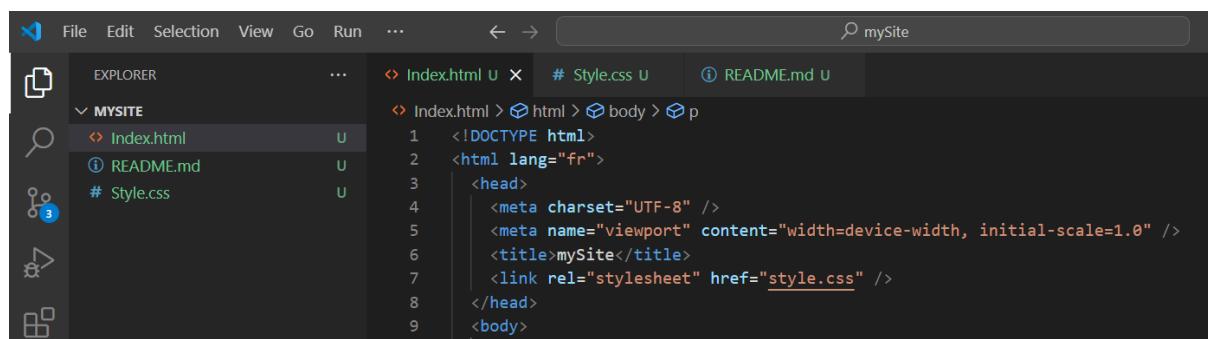 File Edit Selection View Go Run ··· ← → mySite
EXPLORER ···
MYSITE
Index.html U
README.md U
Style.css U
3
Index.html U × # Style.css U README.md U
Index.html > html > body > p
1 <!DOCTYPE html>
2 <html lang="fr">
3 <head>
4 <meta charset="UTF-8" />
5 <meta name="viewport" content="width=device-width, initial-scale=1.0" />
6 <title>mySite</title>
7 <link rel="stylesheet" href="style.css" />
8 </head>
9 <body>